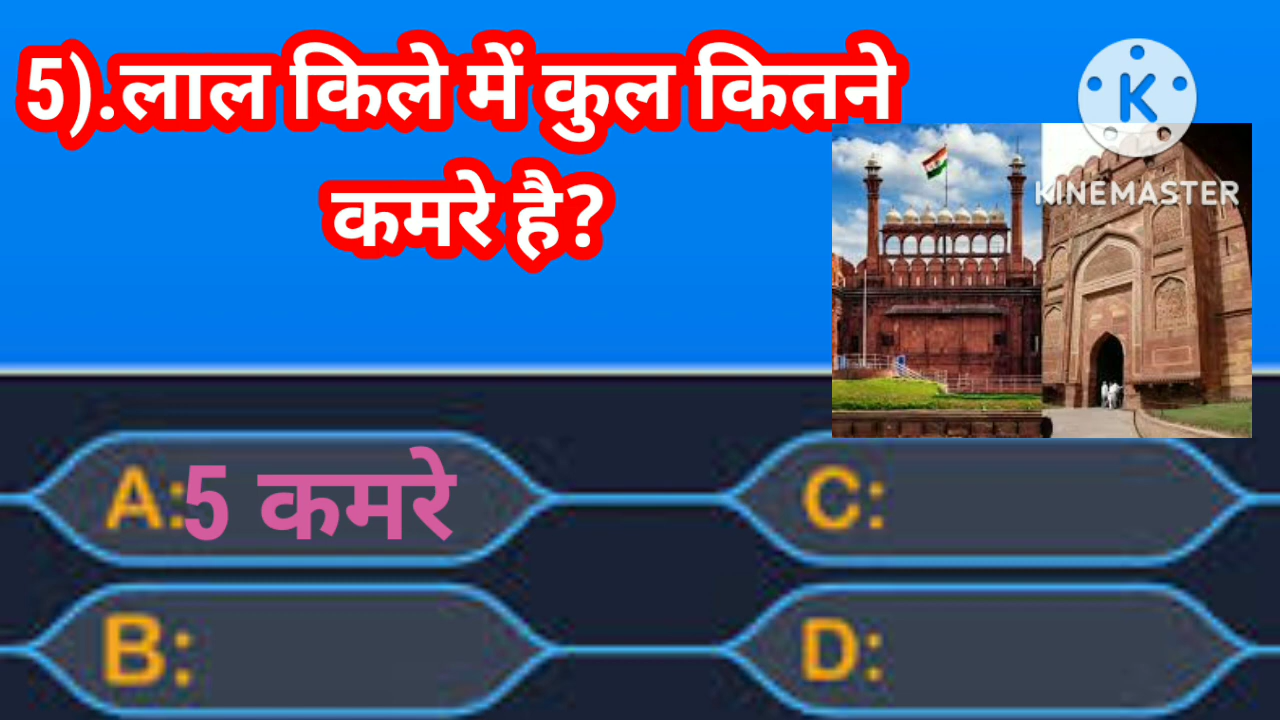 5).लाल किले में कुल कितने
कमरे है?
K
KINEMASTER
A:5 कमरे
C:
B:
D: